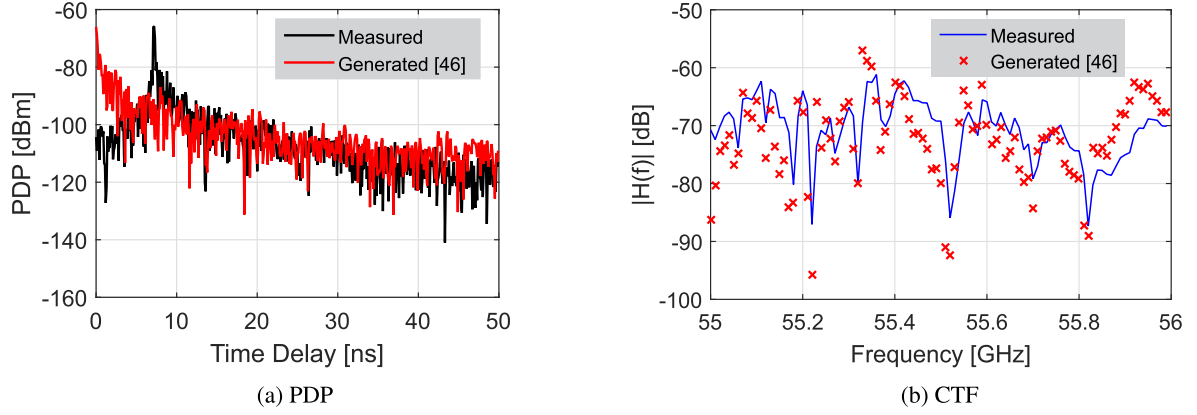 -60
-80
-100
-120
-140
-160
PDP [dBm]
Measured
Generated [46]
0
10
20
30
40
50
Time Delay [ns]
(a) PDP
-50
-60
-70
-80
-90
-100
|H(f)| [dB]
Measured
Generated [46]
55
55.2
55.4
55.6
55.8
56
Frequency [GHz]
(b) CTF